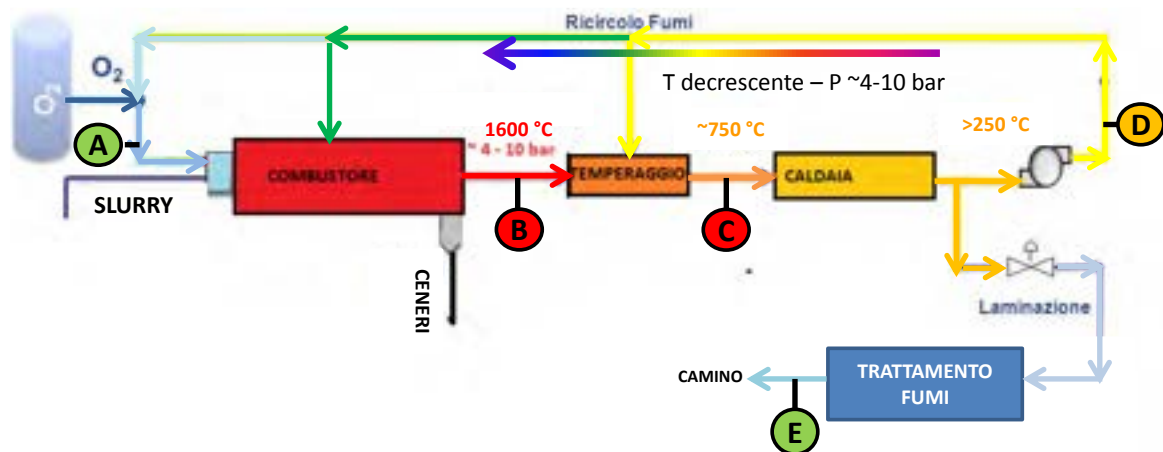 Ricircolo Fumi
T decrescente – P ~4-10 bar
O2
O2
A
1600 °C
~ 4 - 10 bar
~750 °C
>250 °C
D
COMBUSTORE
TEMPERAGGIO
CALDAIA
SLURRY
B
C
CENERI
Laminazione
CAMINO
TRATTAMENTO
FUMI
E